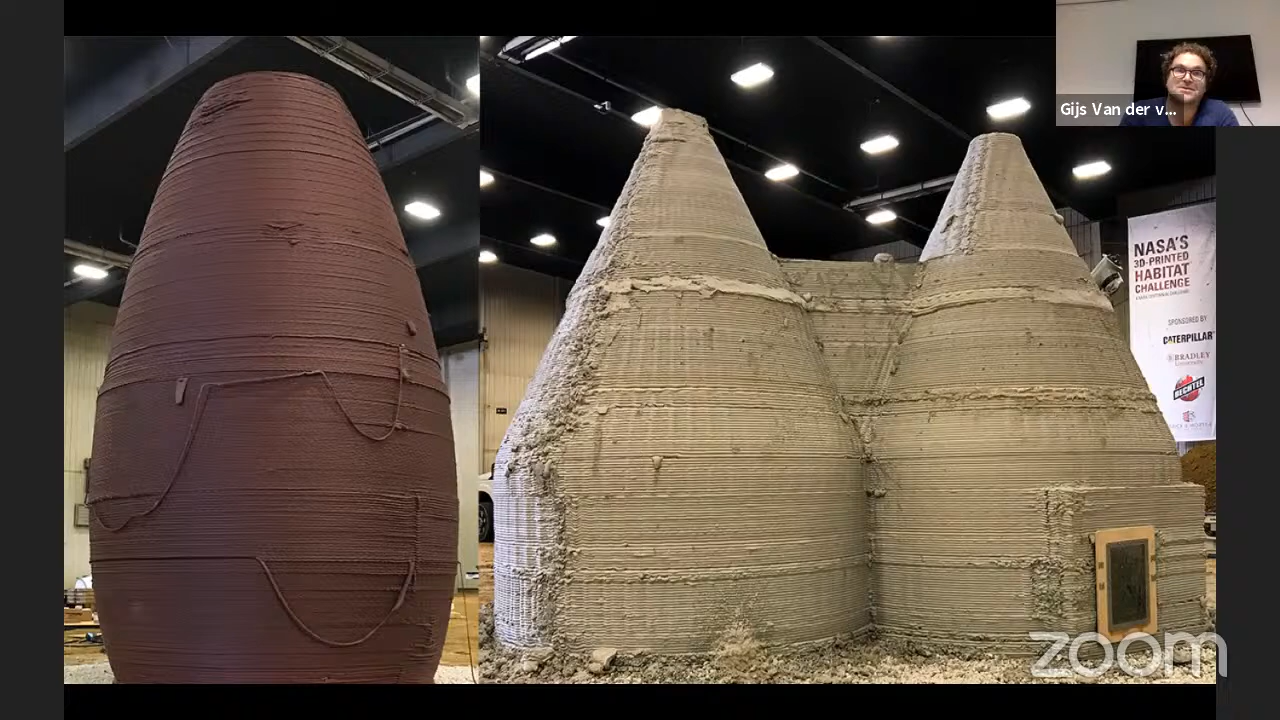 Gijs Van der v...
NASA'S
3D-PRINTED
HABITAT
CHALLENGE
SPONSORED BY
CATERPILLAR
BRADLEY
BECHTEL
zoom